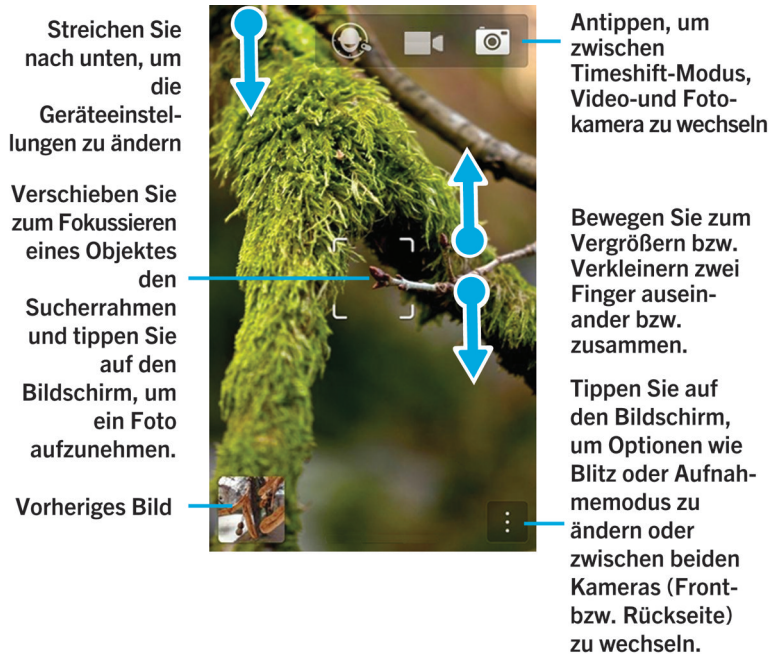 Streichen Sie
nach unten, um
die
Geräteeinstel-
lungen zu ändern
Verschieben Sie
zum Fokussieren
eines Objektes
den
Sucherrahmen
und tippen Sie
auf den
Bildschirm, um
ein Foto
aufzunehmen.
Vorheriges Bild
Antippen, um
zwischen
Timeshift-Modus,
Video-und Foto-
kamera zu wechseln
Bewegen Sie zum
Vergrößern bzw.
Verkleinern zwei
Finger ausein-
ander bzw.
zusammen.
Tippen Sie auf
den Bildschirm,
um Optionen wie
Blitz oder Aufnah-
memodus zu
ändern oder
zwischen beiden
Kameras (Front-
bzw. Rückseite)
zu wechseln.